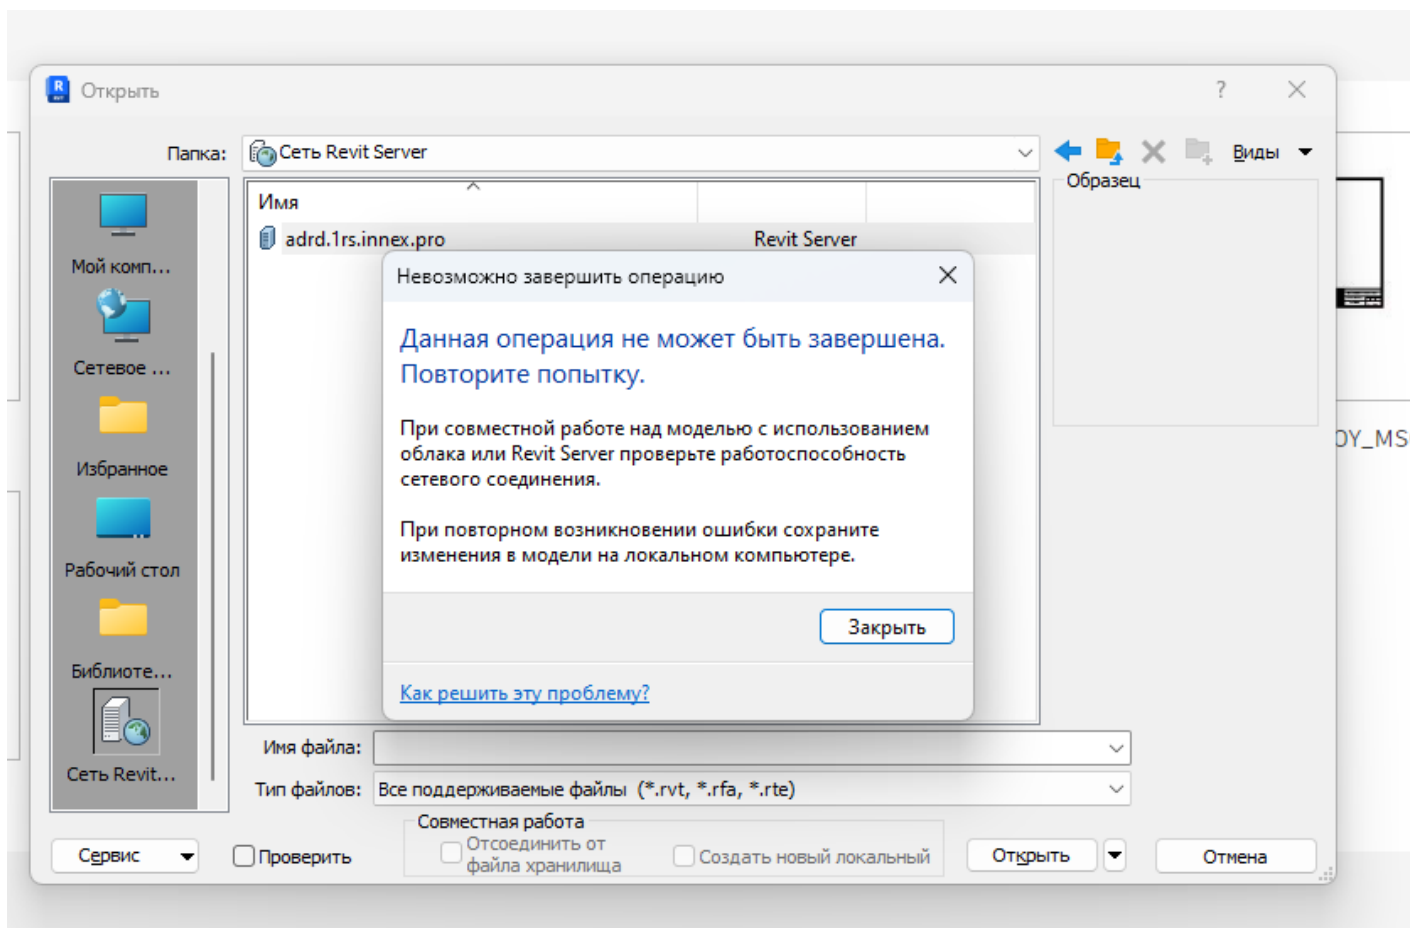 Открыть
?
Папка:
Сеть Revit Server
Виды
Образец
Имя
adrd.1rs.innex.pro
Revit Server
Мой комп...
Сетевое ...
Избранное
Рабочий стол
Библиоте...
Сеть Revit...
Невозможно завершить операцию
Данная операция не может быть завершена.
Повторите попытку.
При совместной работе над моделью с использованием
облака или Revit Server проверьте работоспособность
сетевого соединения.
При повторном возникновении ошибки сохраните
изменения в модели на локальном компьютере.
Закрыть
Как решить эту проблему?
OY_MS
Имя файла:
Тип файлов:
Все поддерживаемые файлы (*.rvt, *.rfa, *.rte)
Совместная работа
Сервис
Проверить
Отсоединить от
файла хранилища
Создать новый локальный
Открыть
Отмена